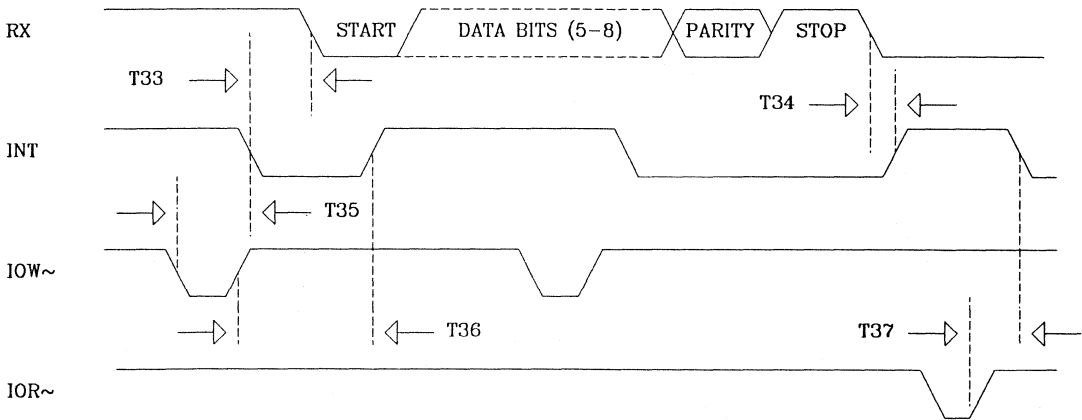 RX START DATA BITS (5-8) PARITY STOP
T33
T34
INT
T35
IOW~
T36 T37
IOR~